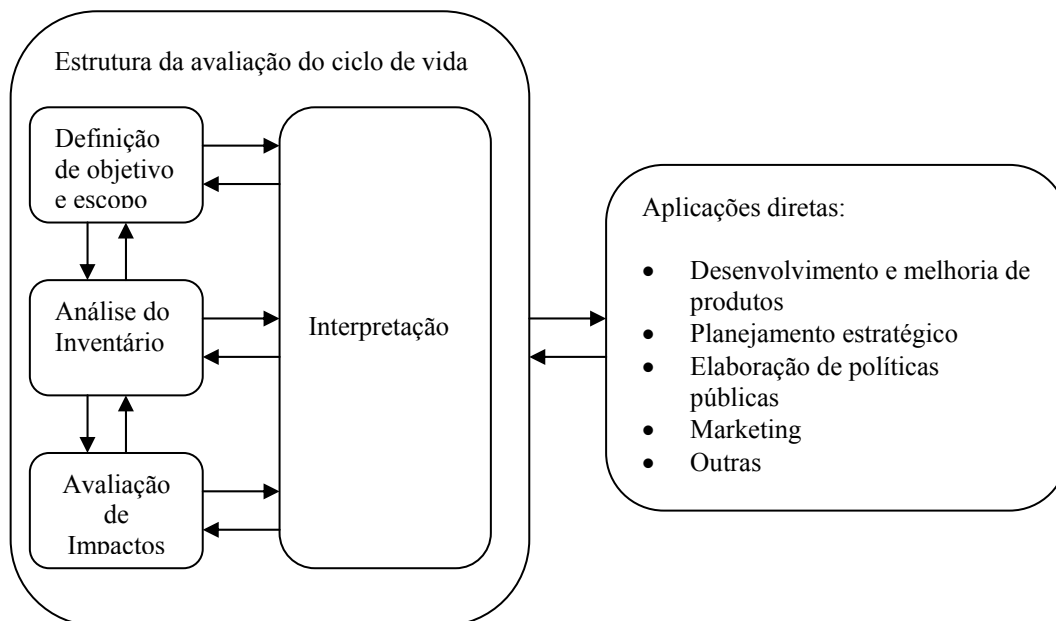 Estrutura da avaliação do ciclo de vida
Definição
de objetivo
e escopo
Análise do
Inventário
Avaliação
de
Impactos
Interpretação
Aplicações diretas:
• Desenvolvimento e melhoria de
produtos
• Planejamento estratégico
• Elaboração de políticas
públicas
• Marketing
• Outras